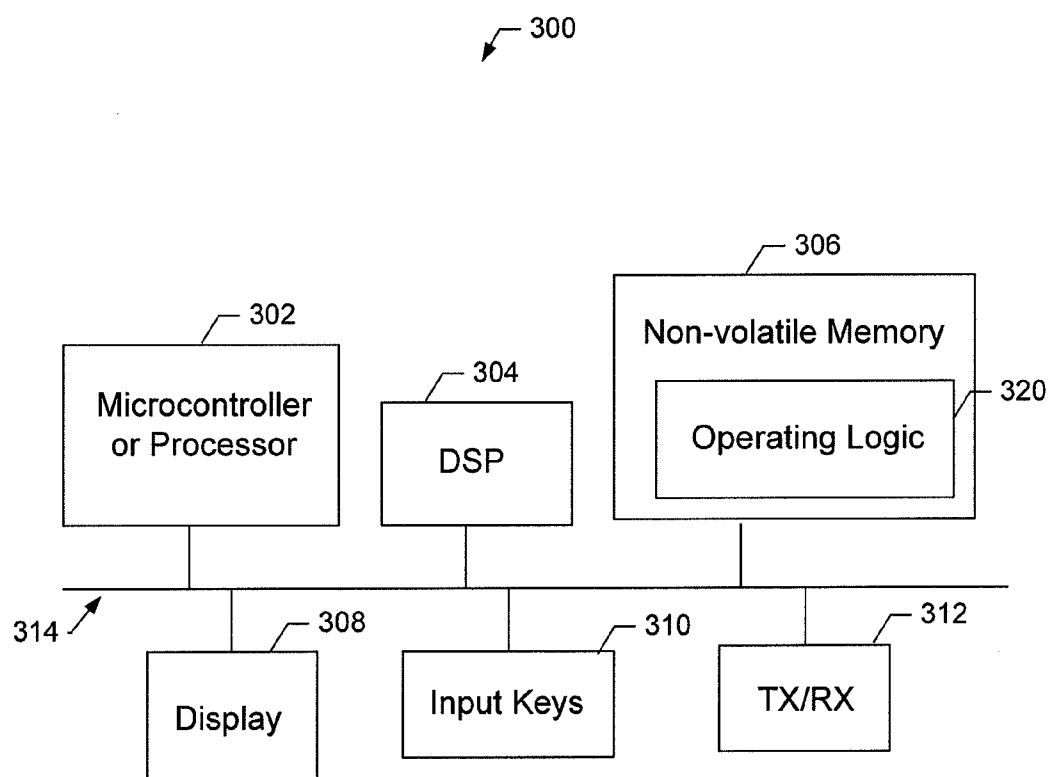 300
306
Non-volatile Memory
302
304
320
Microcontroller
or Processor
DSP
Operating Logic
314
308
310
312
Display
Input Keys
TX/RX